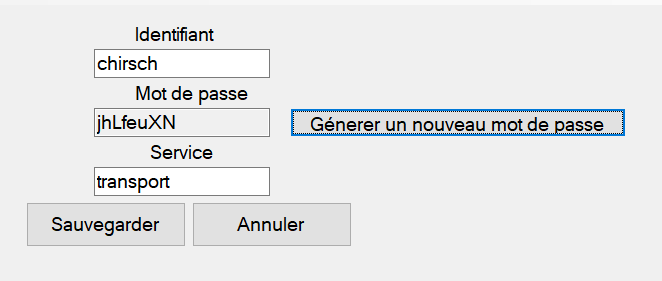 Identifiant
chirsch
Mot de passe
jhLfeuXN
Génerer un nouveau mot de passe
Service
transport
Sauvegarder
Annuler